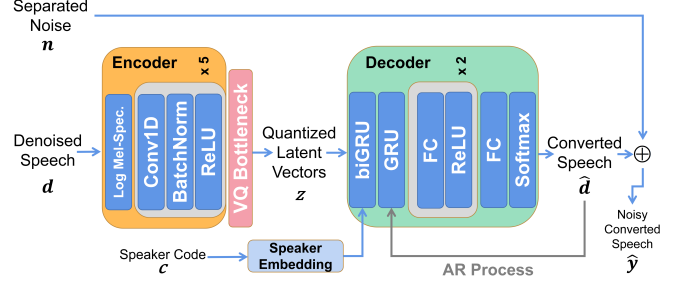 Separated
Noise
n
Encoder
x 5
Decoder
x 2
Denoised
Speech
d
Log Mel-Spec.
Conv1D
BatchNorm
ReLU
VQ Bottleneck
Quantized
Latent
Vectors
z
biGRU
GRU
FC
ReLU
FC
Softmax
Converted
Speech
d̂
Noisy
Converted
Speech
ŷ
Speaker Code
c
Speaker
Embedding
AR Process